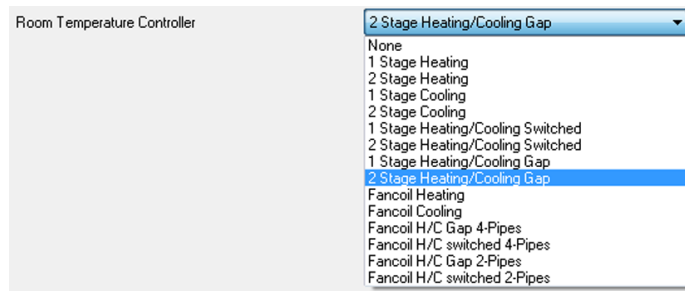 Room Temperature Controller 2 Stage Heating/Cooling Gap
None
1 Stage Heating
2 Stage Heating
1 Stage Cooling
2 Stage Cooling
1 Stage Heating/Cooling Switched
2 Stage Heating/Cooling Switched
1 Stage Heating/Cooling Gap
2 Stage Heating/Cooling Gap
Fancoil Heating
Fancoil Cooling
Fancoil H/C Gap 4-Pipes
Fancoil H/C switched 4-Pipes
Fancoil H/C Gap 2-Pipes
Fancoil H/C switched 2-Pipes